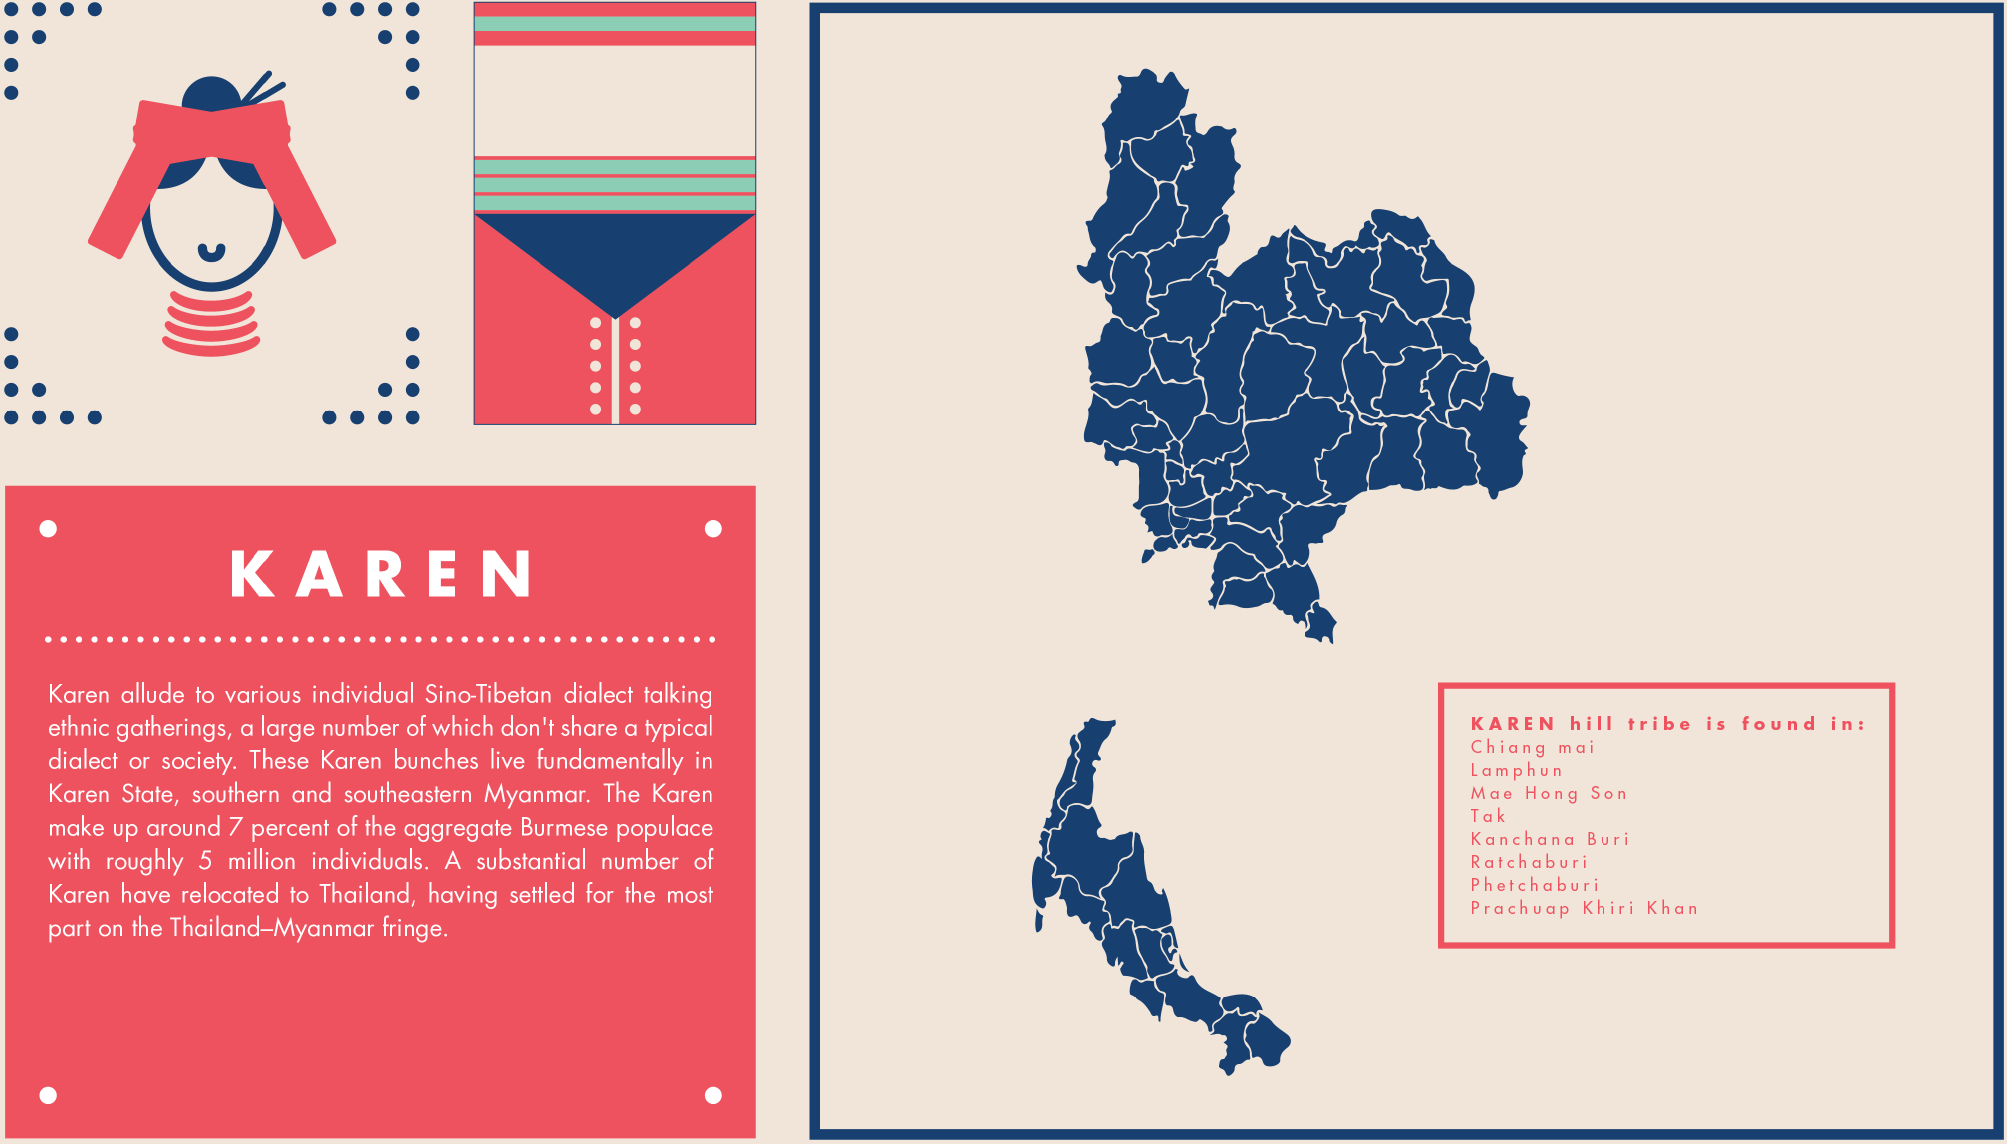 KAREN
Karen allude to various individual Sino-Tibetan dialect talking
ethnic gatherings, a large number of which don't share a typical
dialect or society. These Karen bunches live fundamentally in
Karen State, southern and southeastern Myanmar. The Karen
make up around 7 percent of the aggregate Burmese populace
with roughly 5 million individuals. A substantial number of
Karen have relocated to Thailand, having settled for the most
part on the Thailand–Myanmar fringe.
KAREN hill tribe is found in:
Chiang mai
Lamphun
Mae Hong Son
Tak
Kanchana Buri
Ratchaburi
Phetchaburi
Prachuap Khiri Khan